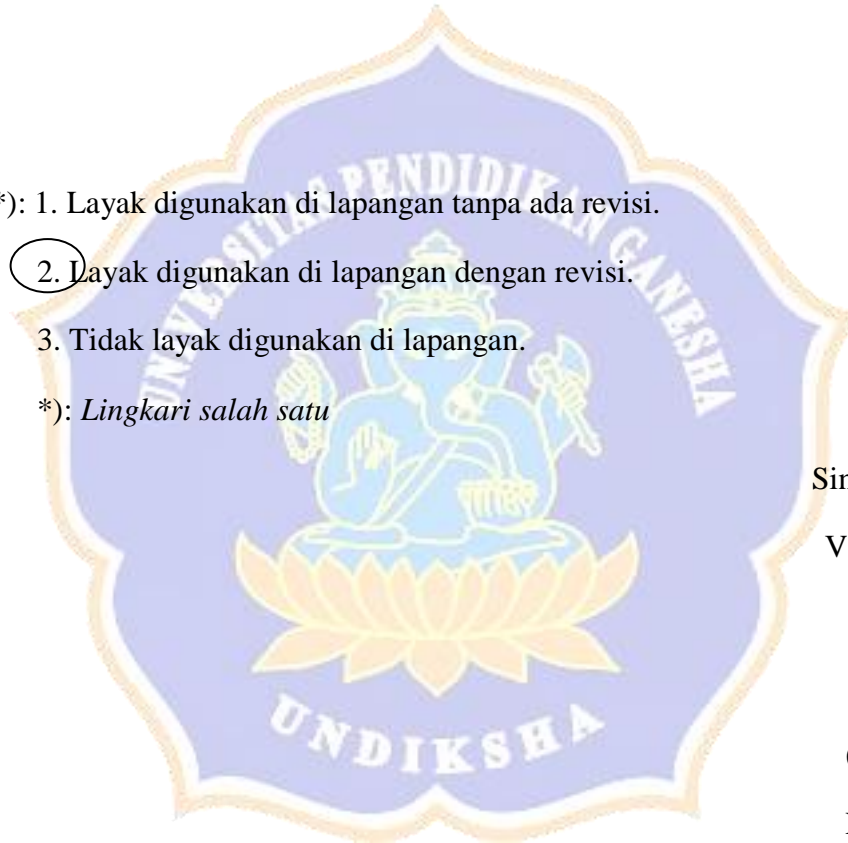 UNIVERSITAS PENDIDIKAN GANESHA
*): 1. Layak digunakan di lapangan tanpa ada revisi.
2. Layak digunakan di lapangan dengan revisi.
3. Tidak layak digunakan di lapangan.
*): Lingkari salah satu
UNDIKSHA